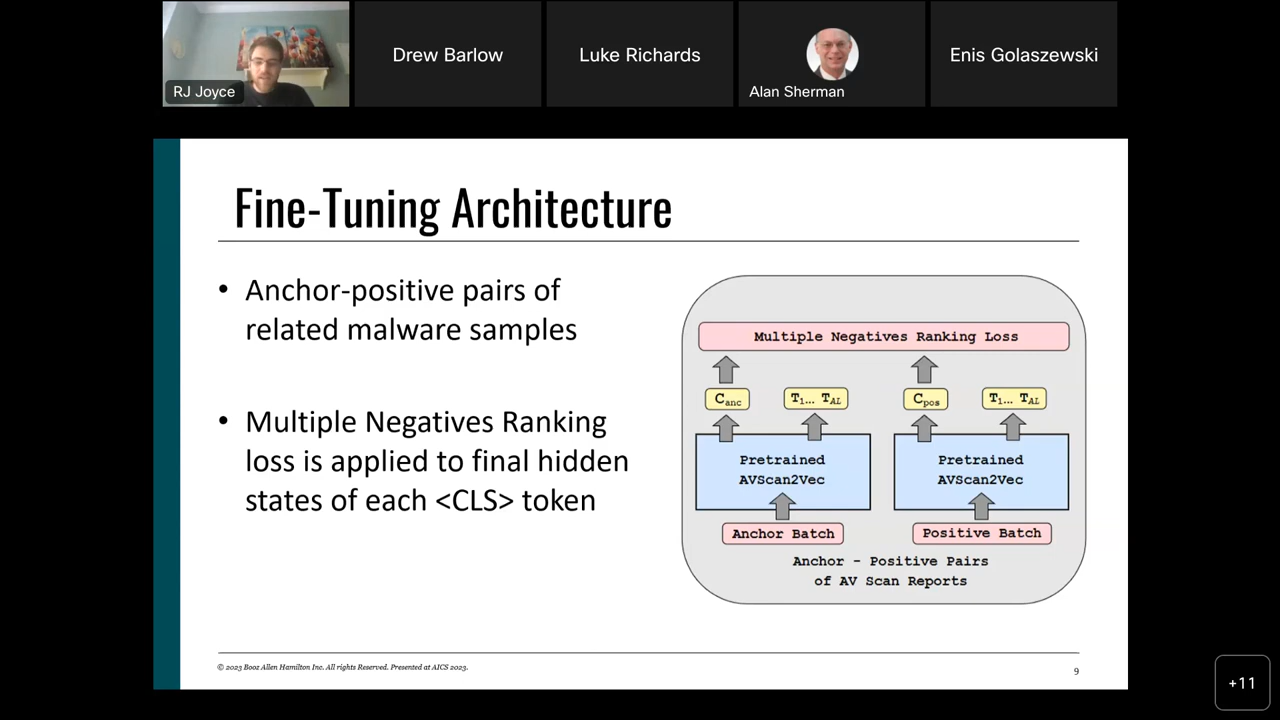 RJ Joyce
Drew Barlow
Luke Richards
Alan Sherman
Enis Golaszewski
Fine-Tuning Architecture
• Anchor-positive pairs of
related malware samples
• Multiple Negatives Ranking
loss is applied to final hidden
states of each <CLS> token
Multiple Negatives Ranking Loss
Canc
T1... TAL
Cpos
T1... TAL
Pretrained
AVScan2Vec
Pretrained
AVScan2Vec
Anchor Batch
Positive Batch
Anchor - Positive Pairs
of AV Scan Reports
© 2023 Booz Allen Hamilton Inc. All rights Reserved. Presented at AICS 2023.
9
+11